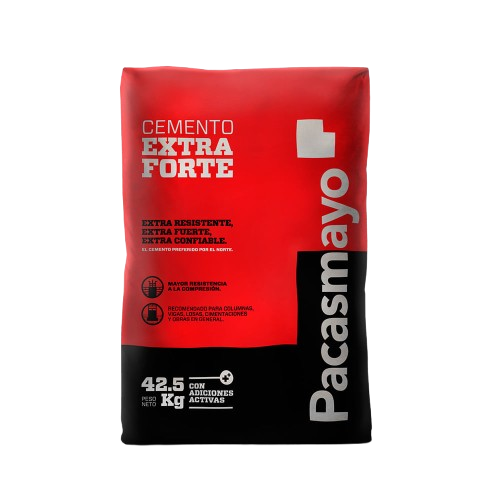 CEMENTO
EXTRA
FORTE
EXTRA RESISTENTE,
EXTRA FUERTE,
EXTRA CONFIABLE.
EL CEMENTO PREFERIDO POR EL NORTE.
MAYOR RESISTENCIA
A LA COMPRESIÓN.
RECOMENDADO PARA COLUMNAS,
VIGAS, LOSAS, CIMENTACIONES
Y OBRAS EN GENERAL.
42.5
PESO
NETO
Kg
CON
ADICIONES
ACTIVAS
Pacasmayo